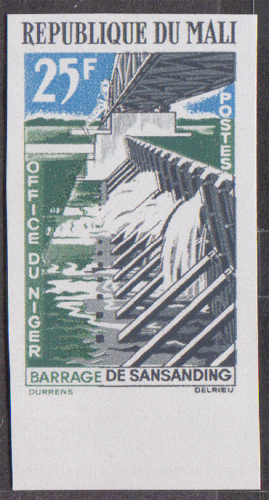 REPUBLIQUE DU MALI
25F
POSTES
OFFICE DU NIGER
BARRAGE DE SANSANDING
DURRENS DELRIEU